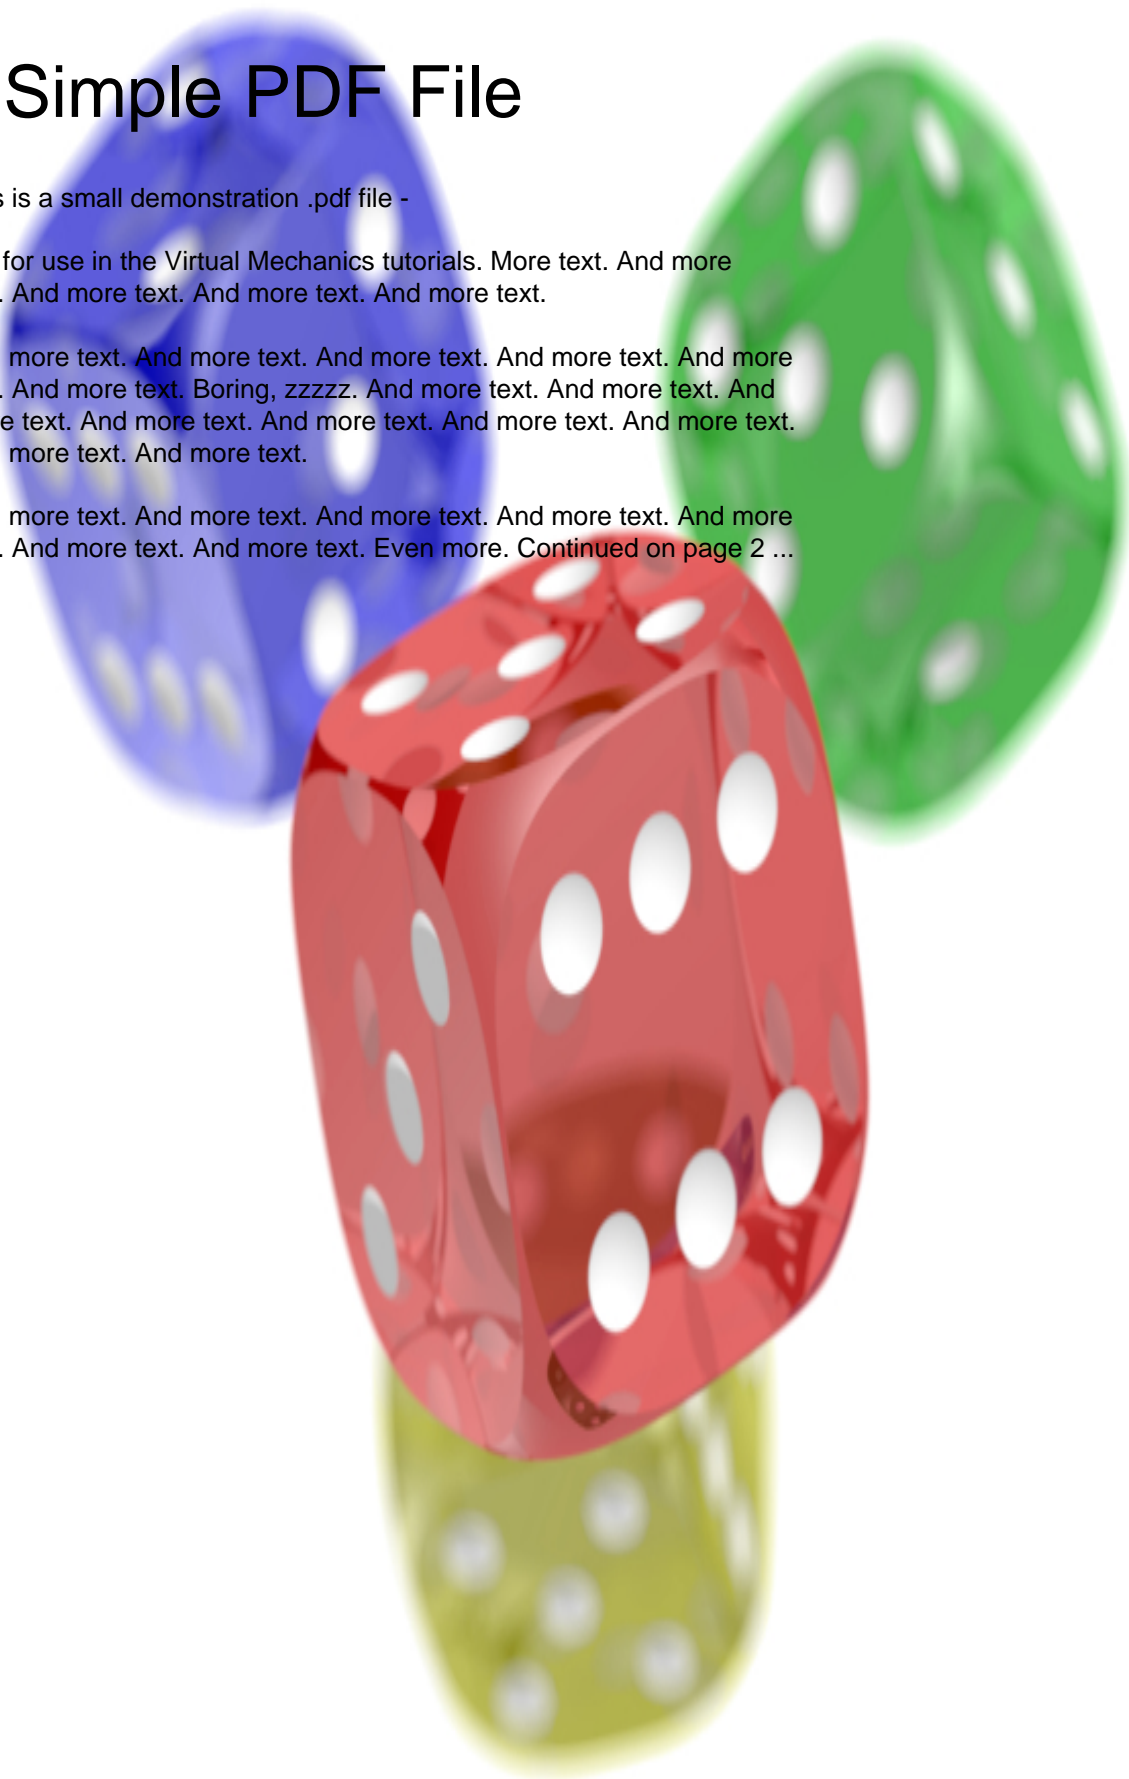 Simple PDF File
s is a small demonstration .pdf file -
for use in the Virtual Mechanics tutorials. More text. And more
. And more text. And more text. And more text.
more text. And more text. And more text. And more text. And more
. And more text. Boring, zzzzz. And more text. And more text. And
e text. And more text. And more text. And more text. And more text.
more text. And more text.
more text. And more text. And more text. And more text. And more
. And more text. And more text. Even more. Continued on page 2 ...